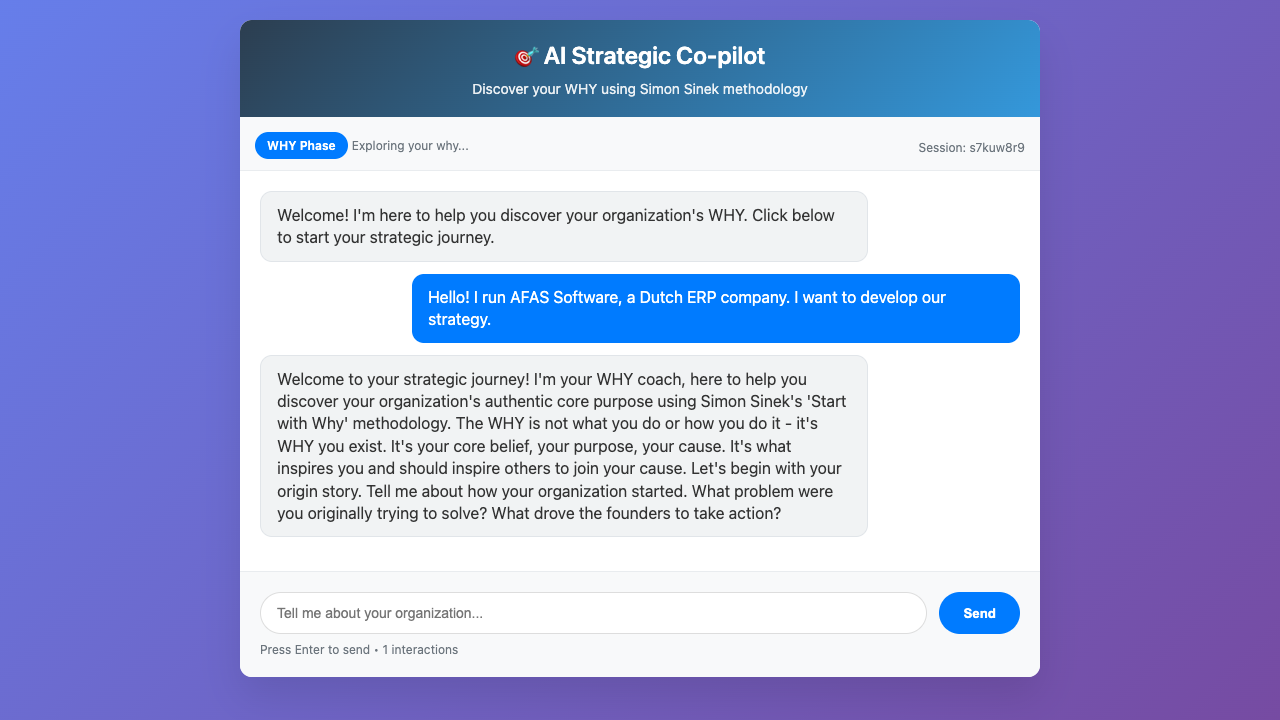 🎯 AI Strategic Co-pilot
Discover your WHY using Simon Sinek methodology
WHY Phase Exploring your why...
Session: s7kuw8r9
Welcome! I'm here to help you discover your organization's WHY. Click below
to start your strategic journey.
Hello! I run AFAS Software, a Dutch ERP company. I want to develop our
strategy.
Welcome to your strategic journey! I'm your WHY coach, here to help you
discover your organization's authentic core purpose using Simon Sinek's 'Start
with Why' methodology. The WHY is not what you do or how you do it - it's
WHY you exist. It's your core belief, your purpose, your cause. It's what
inspires you and should inspire others to join your cause. Let's begin with your
origin story. Tell me about how your organization started. What problem were
you originally trying to solve? What drove the founders to take action?
Tell me about your organization...
Send
Press Enter to send • 1 interactions